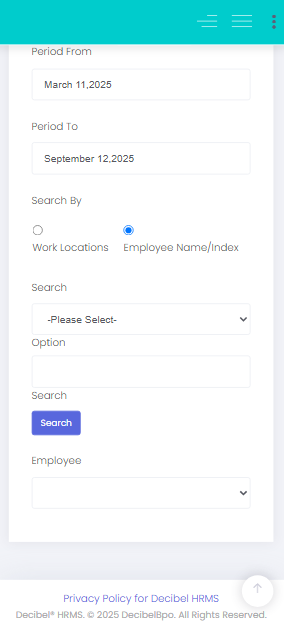 Period From
March 11,2025
Period To
September 12,2025
Search By
Work Locations
Employee Name/Index
Search
-Please Select-
Option
Search
Search
Employee
Privacy Policy for Decibel HRMS
Decibel® HRMS. © 2025 DecibelBpo. All Rights Reserved.